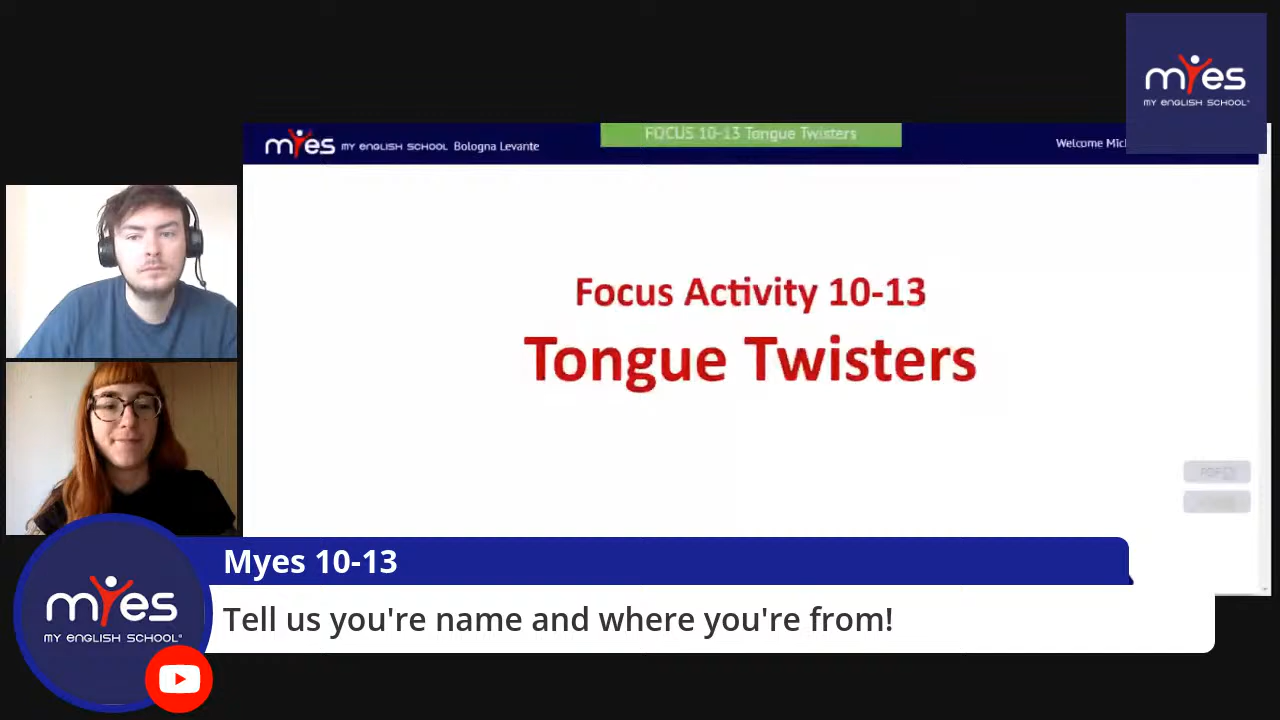 myes
MY ENGLISH SCHOOL
myes MY ENGLISH SCHOOL Bologna Levante
FOCUS 10-13 Tongue Twisters
Welcome
Focus Activity 10-13
Tongue Twisters
Myes 10-13
Tell us you're name and where you're from!
myes
MY ENGLISH SCHOOL